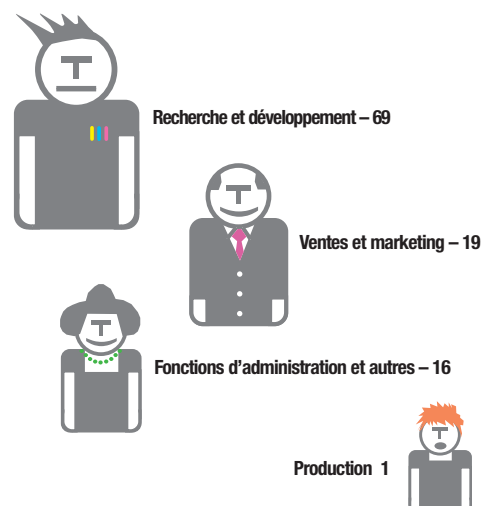 Recherche et développement – 69
Ventes et marketing – 19
Fonctions d’administration et autres – 16
Production 1